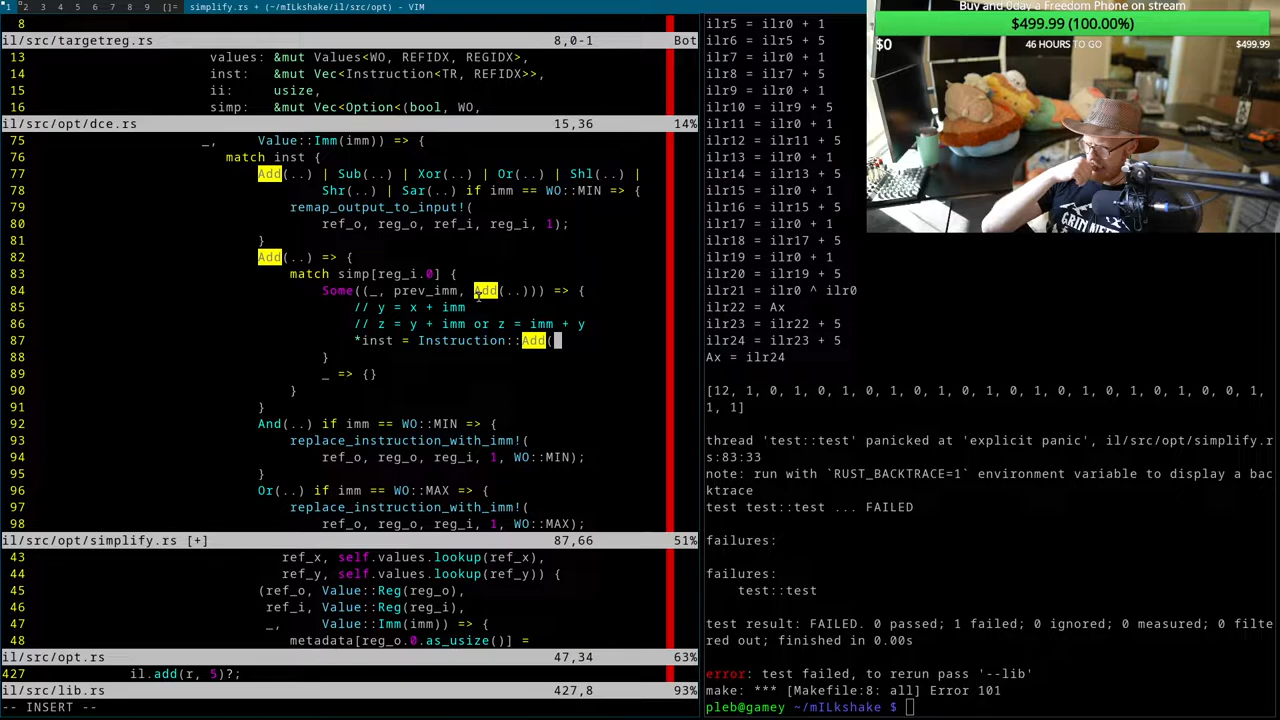 1 2 3 4 5 6 7 8 9 []= simplify.rs + (~/mILkshake/il/src/opt) - VIM
8
il/src/targetreg.rs 8,0-1 Bot
13 values: &mut Values<WO, REFIDX, REGIDX>,
14 inst: &mut Vec<Instruction<TR, REFIDX>>,
15 ii: usize,
16 simp: &mut Vec<Option<(bool, WO,
il/src/opt/dce.rs 15,36 14%
75 _, Value::Imm(imm)) => {
76 match inst {
77 Add(..) | Sub(..) | Xor(..) | Or(..) | Shl(..) |
78 Shr(..) | Sar(..) if imm == WO::MIN => {
79 remap_output_to_input!(
80 ref_o, reg_o, ref_i, reg_i, 1);
81 }
82 Add(..) => {
83 match simp[reg_i.0] {
84 Some((_, prev_imm, Add(..))) => {
85 // y = x + imm
86 // z = y + imm or z = imm + y
87 *inst = Instruction::Add(
88 }
89 _ => {}
90 }
91 }
92 And(..) if imm == WO::MIN => {
93 replace_instruction_with_imm!(
94 ref_o, reg_o, reg_i, 1, WO::MIN);
95 }
96 Or(..) if imm == WO::MAX => {
97 replace_instruction_with_imm!(
98 ref_o, reg_o, reg_i, 1, WO::MAX);
il/src/opt/simplify.rs [+] 87,66 51%
43 ref_x, self.values.lookup(ref_x),
44 ref_y, self.values.lookup(ref_y)) {
45 (ref_o, Value::Reg(reg_o),
46 ref_i, Value::Reg(reg_i),
47 _, Value::Imm(imm)) => {
48 metadata[reg_o.0.as_usize()] =
il/src/opt.rs 47,34 63%
427 il.add(r, 5)?;
il/src/lib.rs 427,8 93%
-- INSERT --
ilr5 = ilr0 + 1
ilr6 = ilr5 + 5
ilr7 = ilr0 + 1
ilr8 = ilr7 + 5
ilr9 = ilr0 + 1
ilr10 = ilr9 + 5
ilr11 = ilr0 + 1
ilr12 = ilr11 + 5
ilr13 = ilr0 + 1
ilr14 = ilr13 + 5
ilr15 = ilr0 + 1
ilr16 = ilr15 + 5
ilr17 = ilr0 + 1
ilr18 = ilr17 + 5
ilr19 = ilr0 + 1
ilr20 = ilr19 + 5
ilr21 = ilr0 ^ ilr0
ilr22 = Ax
ilr23 = ilr22 + 5
ilr24 = ilr23 + 5
Ax = ilr24
[12, 1, 0, 1, 0, 1, 0, 1, 0, 1, 0, 1, 0, 1, 0, 1, 0, 1, 0, 1, 0, 0, 1,
1, 1]
thread 'test::test' panicked at 'explicit panic', il/src/opt/simplify.r
s:83:33
note: run with `RUST_BACKTRACE=1` environment variable to display a bac
ktrace
test test::test ... FAILED
failures:
failures:
test::test
test result: FAILED. 0 passed; 1 failed; 0 ignored; 0 measured; 0 filte
red out; finished in 0.00s
error: test failed, to rerun pass '--lib'
make: *** [Makefile:8: all] Error 101
pleb@gamey ~/mILkshake $
Buy and 0day a Freedom Phone on stream
$499.99 (100.00%)
$0 46 HOURS TO GO $499.99